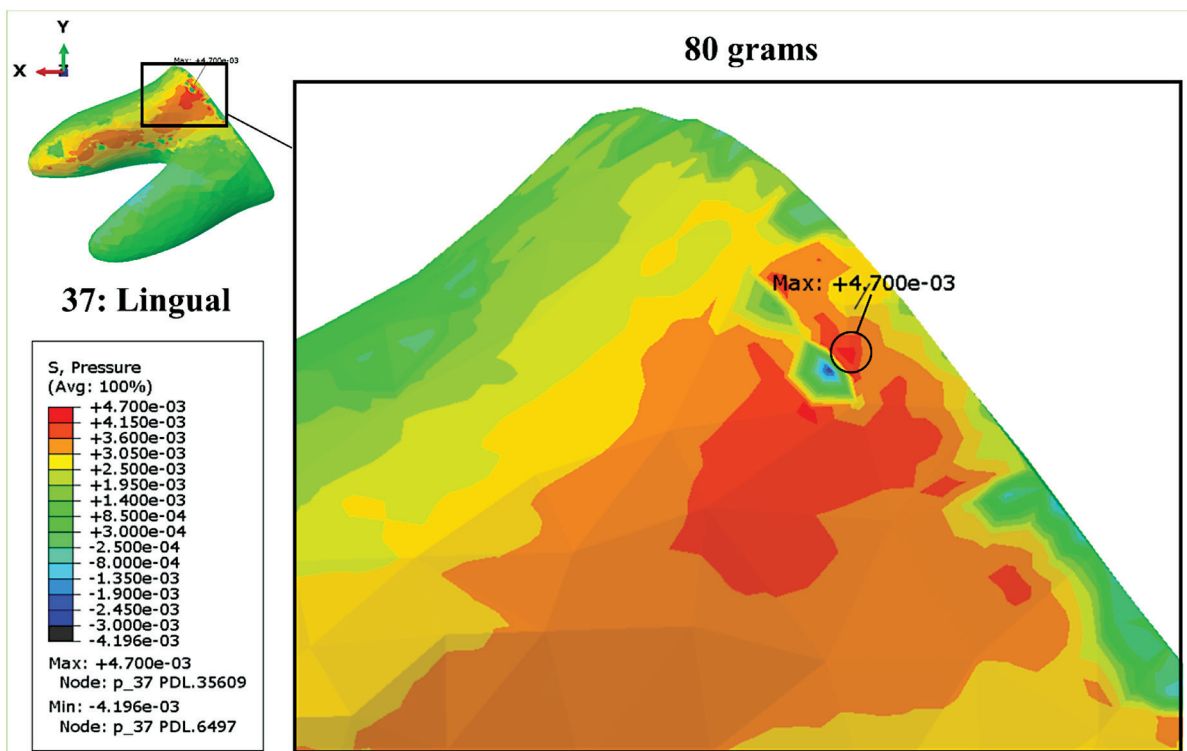 80 grams
Y
X
Max: +4.700e-03
37: Lingual
S, Pressure
(Avg: 100%)
+4.700e-03
+4.150e-03
+3.600e-03
+3.050e-03
+2.500e-03
+1.950e-03
+1.400e-03
+8.500e-04
+3.000e-04
-2.500e-04
-8.000e-04
-1.350e-03
-1.900e-03
-2.450e-03
-3.000e-03
-4.196e-03
Max: +4.700e-03
Node: p_37 PDL.35609
Min: -4.196e-03
Node: p_37 PDL.6497
Max: +4.700e-03